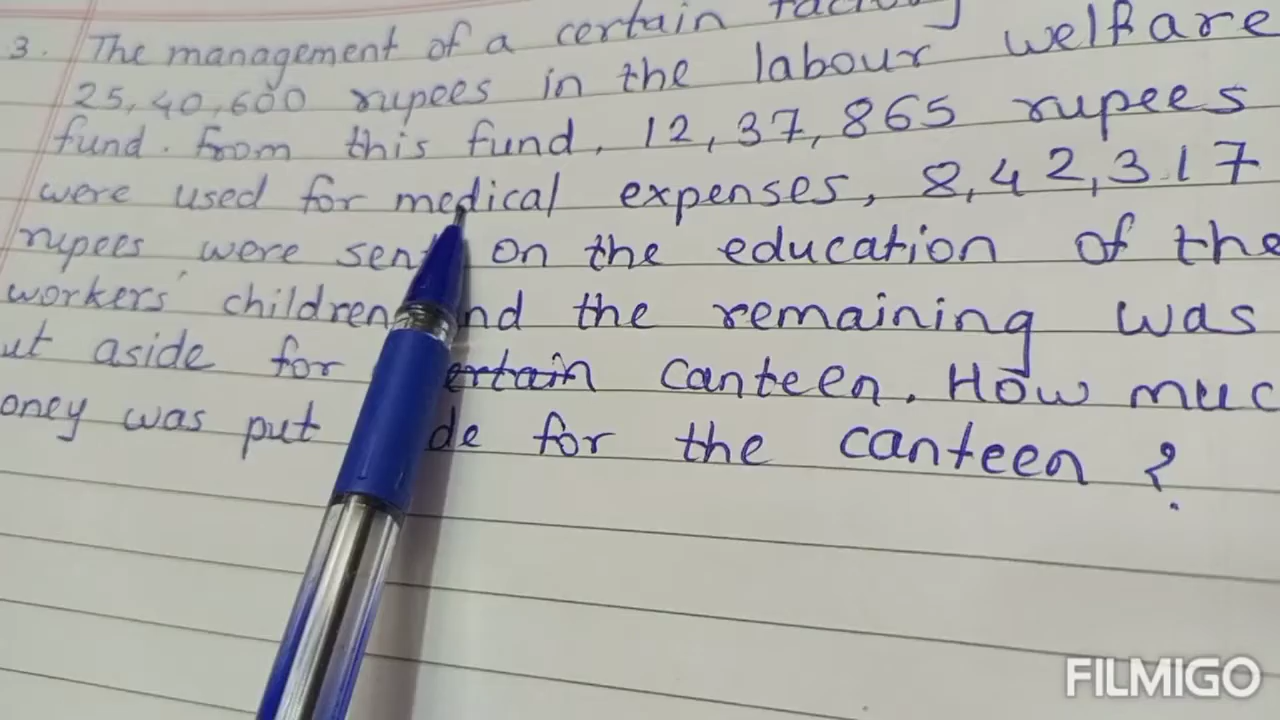 3. The management of a certain
25,40,600 rupees in the labour welfare
fund. From this fund, 12,37,865 rupees
were used for medical expenses, 8,42,317
rupees were sent on the education of the
workers' children and the remaining was
aside for certain canteen. How muc
oney was put for the canteen?
FILMIGO